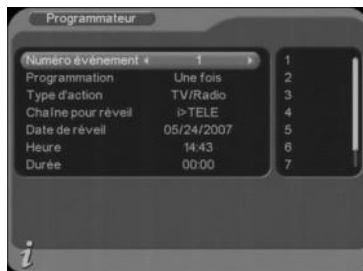 Programmateur
Numéro évènement 1
Programmation Une fois
Type d'action TV/Radio
Chaîne pour réveil i>TELE
Date de réveil 05/24/2007
Heure 14:43
Durée 00:00
1
2
3
4
5
6
7
i